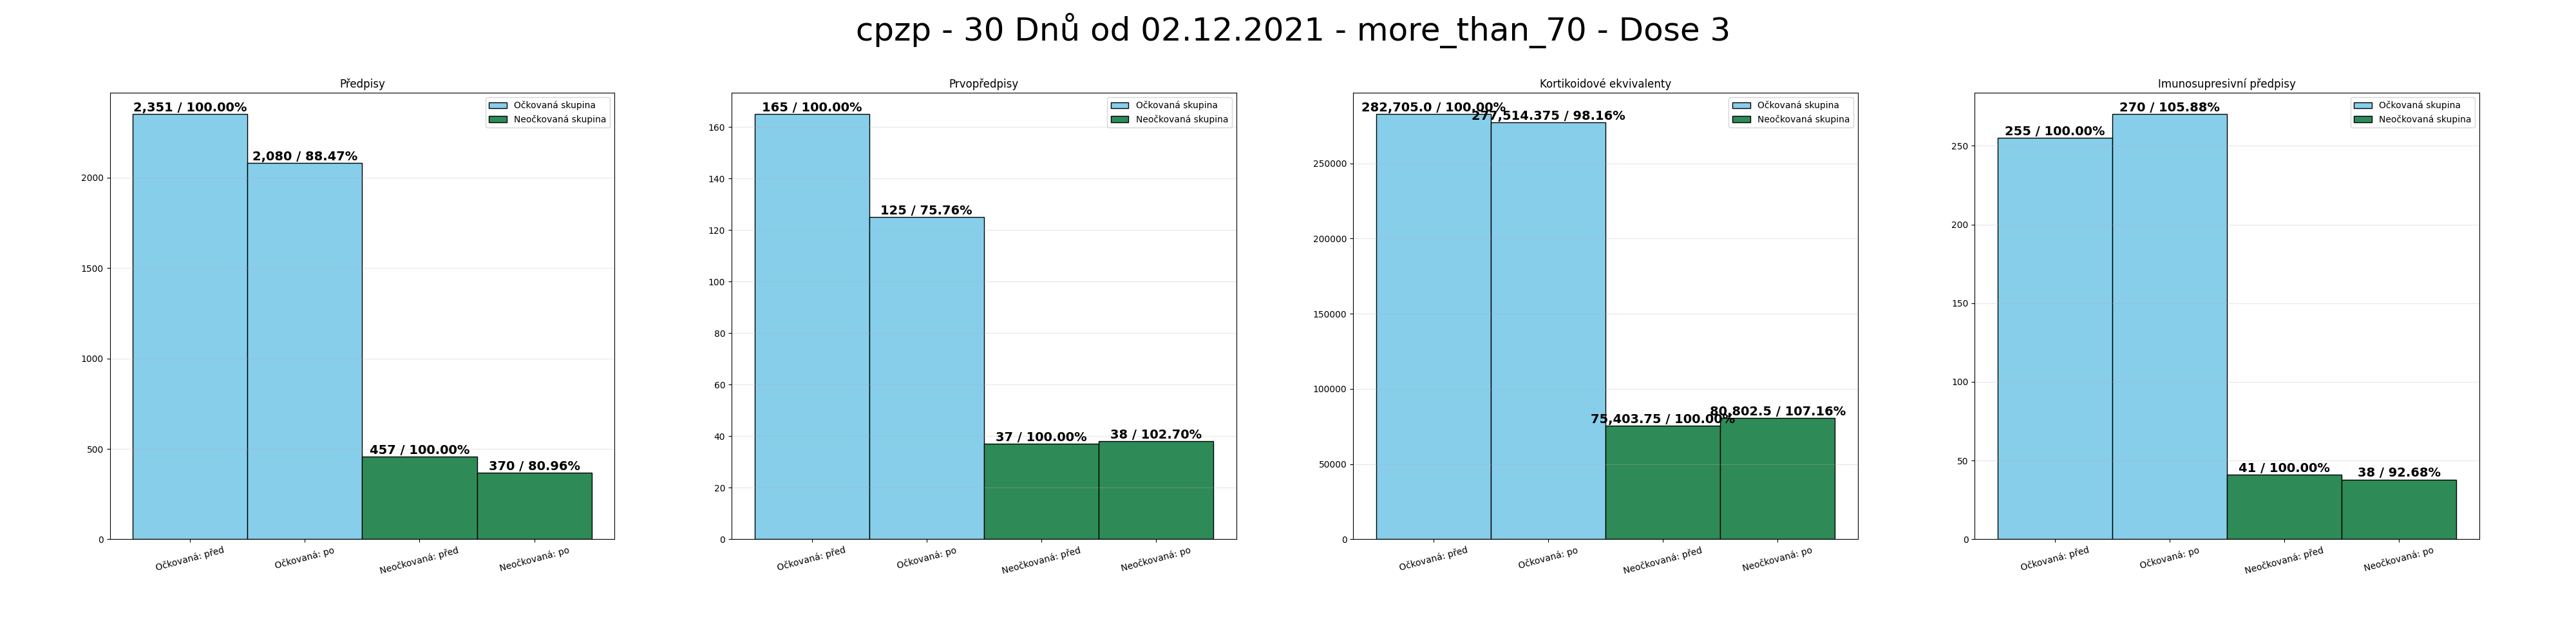 cpzp - 30 Dnů od 02.12.2021 - more_than_70 - Dose 3
Předpisy
2,351 / 100.00%
2,080 / 88.47%
457 / 100.00%
370 / 80.96%
Očkovaná skupina
Neočkovaná skupina
2000
1500
1000
500
0
Očkovaná: před
Očkovaná: po
Neočkovaná: před
Neočkovaná: po
Prvopředpisy
165 / 100.00%
125 / 75.76%
37 / 100.00%
38 / 102.70%
Očkovaná skupina
Neočkovaná skupina
160
140
120
100
80
60
40
20
0
Očkovaná: před
Očkovaná: po
Neočkovaná: před
Neočkovaná: po
Kortikoidové ekvivalenty
282,705.0 / 100.00%
277,514.375 / 98.16%
75,403.75 / 100.00%
80,802.5 / 107.16%
Očkovaná skupina
Neočkovaná skupina
250000
200000
150000
100000
50000
0
Očkovaná: před
Očkovaná: po
Neočkovaná: před
Neočkovaná: po
Imunosupresivní předpisy
255 / 100.00%
270 / 105.88%
41 / 100.00%
38 / 92.68%
Očkovaná skupina
Neočkovaná skupina
250
200
150
100
50
0
Očkovaná: před
Očkovaná: po
Neočkovaná: před
Neočkovaná: po